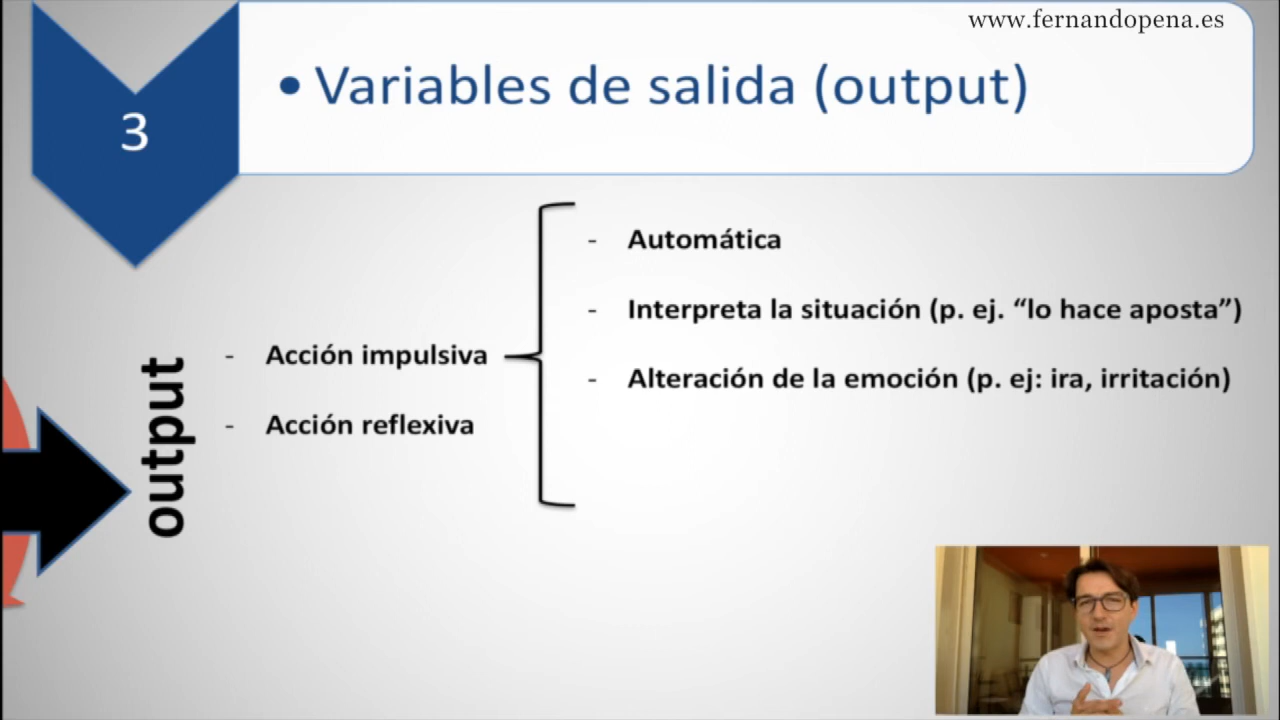 www.fernandopena.es
3
• Variables de salida (output)
output
- Acción impulsiva
- Acción reflexiva
- Automática
- Interpreta la situación (p. ej. “lo hace aposta”)
- Alteración de la emoción (p. ej: ira, irritación)